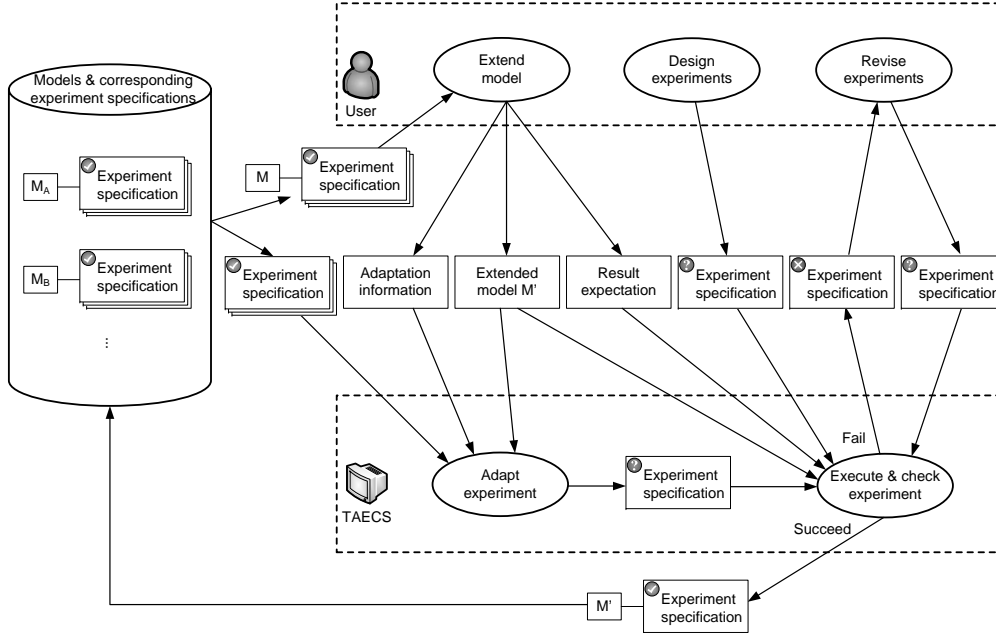 Models & corresponding
experiment specifications
M_A
Experiment
specification
M_B
Experiment
specification
...
M
Experiment
specification
Experiment
specification
User
Extend
model
Design
experiments
Revise
experiments
Adaptation
information
Extended
model M'
Result
expectation
Experiment
specification
Experiment
specification
Experiment
specification
TAECS
Adapt
experiment
Experiment
specification
Execute & check
experiment
Fail
Succeed
M'
Experiment
specification